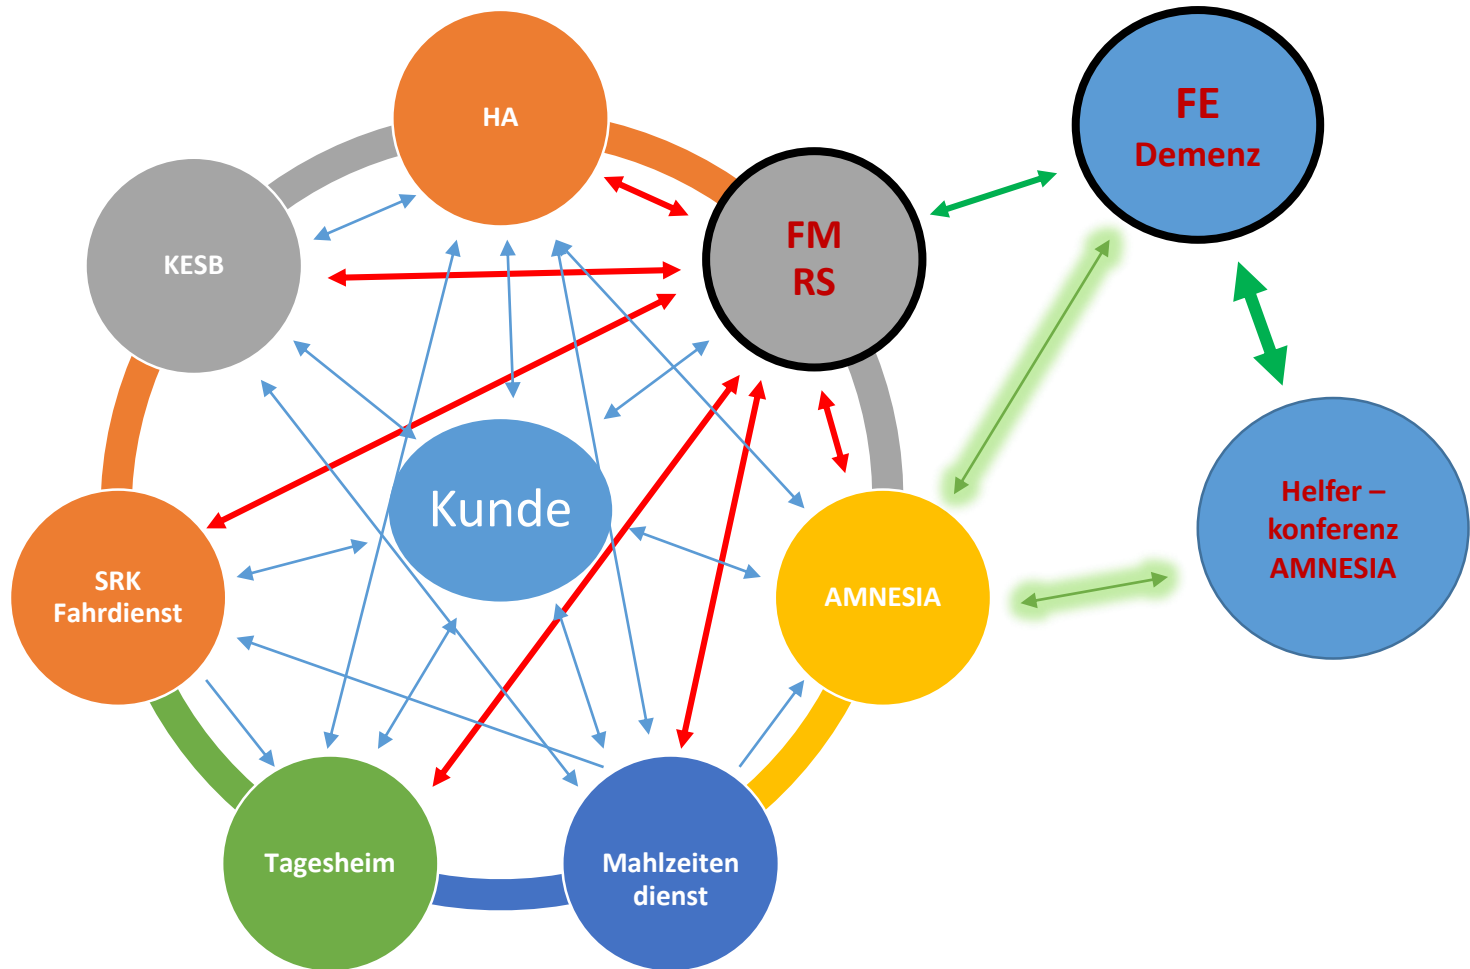 HA
FE
Demenz
FM
RS
KESB
Kunde
Helfer –
konferenz
AMNESIA
SRK
Fahrdienst
AMNESIA
Tagesheim
Mahlzeiten
dienst